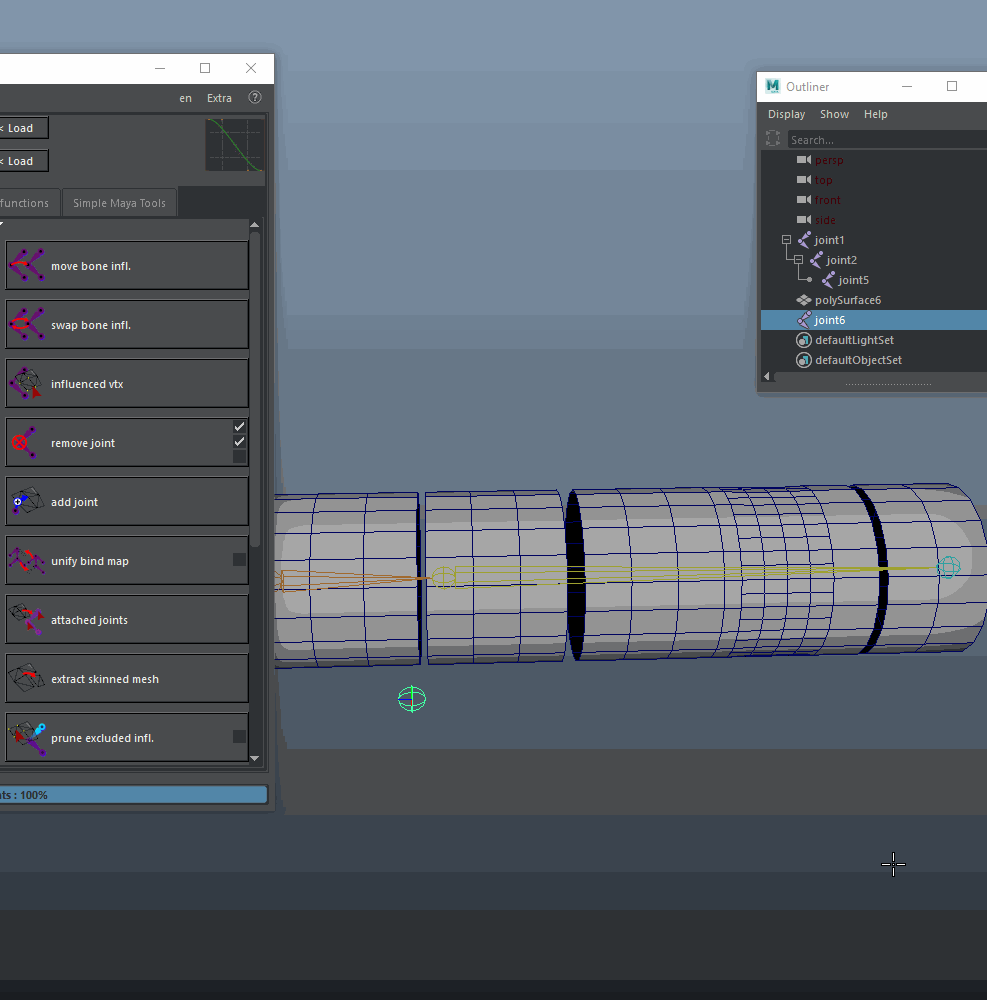 en Extra ?
< Load
< Load
functions Simple Maya Tools
move bone infl.
swap bone infl.
influenced vtx
remove joint
add joint
unify bind map
attached joints
extract skinned mesh
prune excluded infl.
ts : 100%
M Outliner
Display Show Help
Search...
persp
top
front
side
joint1
joint2
joint5
polySurface6
joint6
defaultLightSet
defaultObjectSet